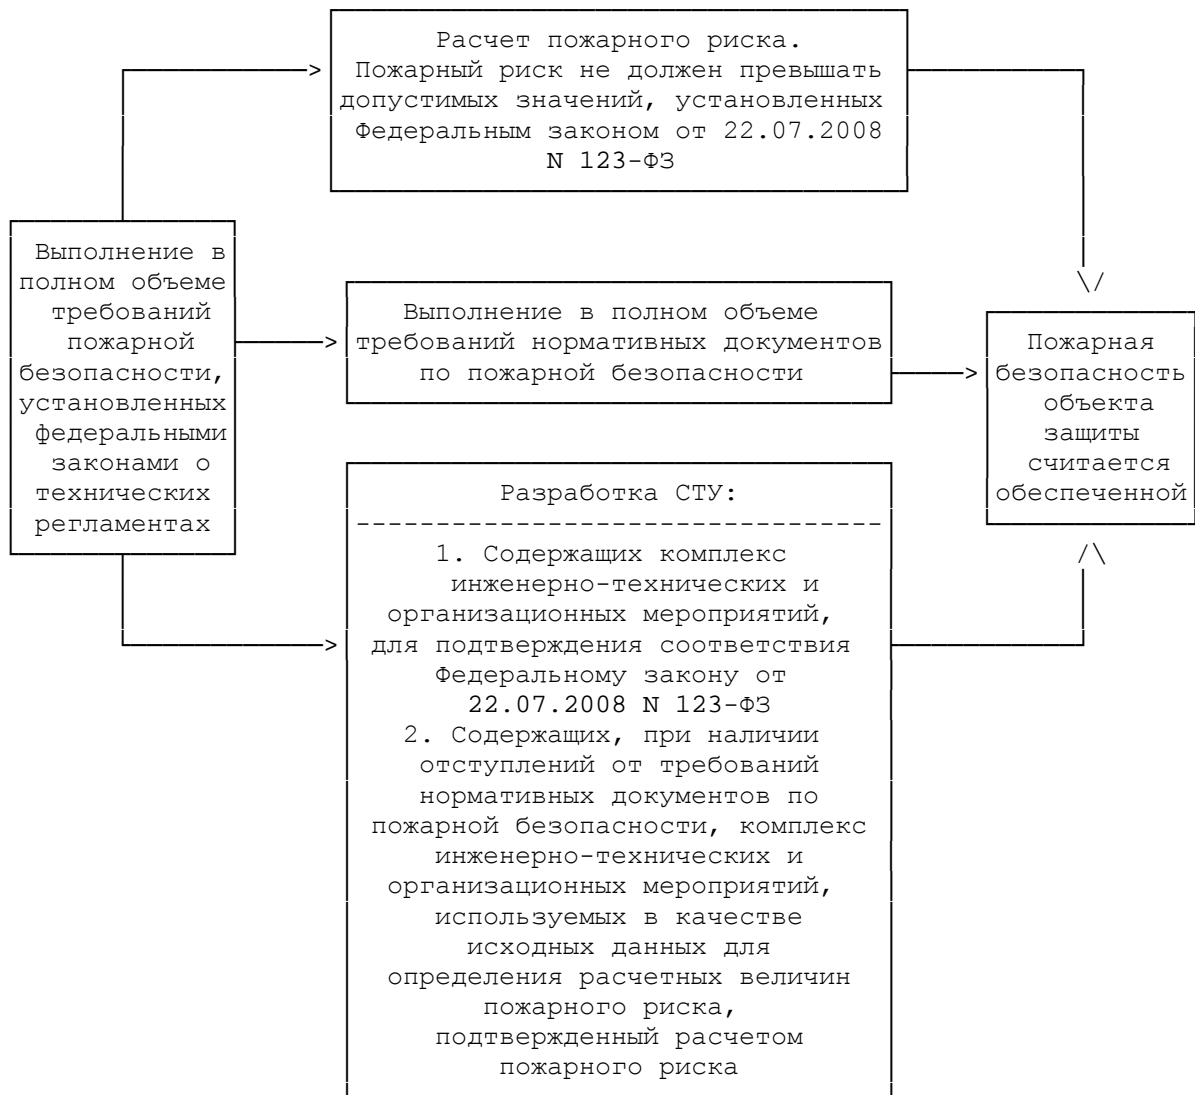 Расчет пожарного риска.
Пожарный риск не должен превышать
допустимых значений, установленных
Федеральным законом от 22.07.2008
N 123-ФЗ
Выполнение в
полном объеме
требований
пожарной
безопасности,
установленных
федеральными
законами о
технических
регламентах
Выполнение в полном объеме
требований нормативных документов
по пожарной безопасности
Разработка СТУ:
1. Содержащих комплекс
инженерно-технических и
организационных мероприятий,
для подтверждения соответствия
Федеральному закону от
22.07.2008 N 123-ФЗ
2. Содержащих, при наличии
отступлений от требований
нормативных документов по
пожарной безопасности, комплекс
инженерно-технических и
организационных мероприятий,
используемых в качестве
исходных данных для
определения расчетных величин
пожарного риска,
подтвержденный расчетом
пожарного риска
Пожарная
безопасность
объекта
защиты
считается
обеспеченной